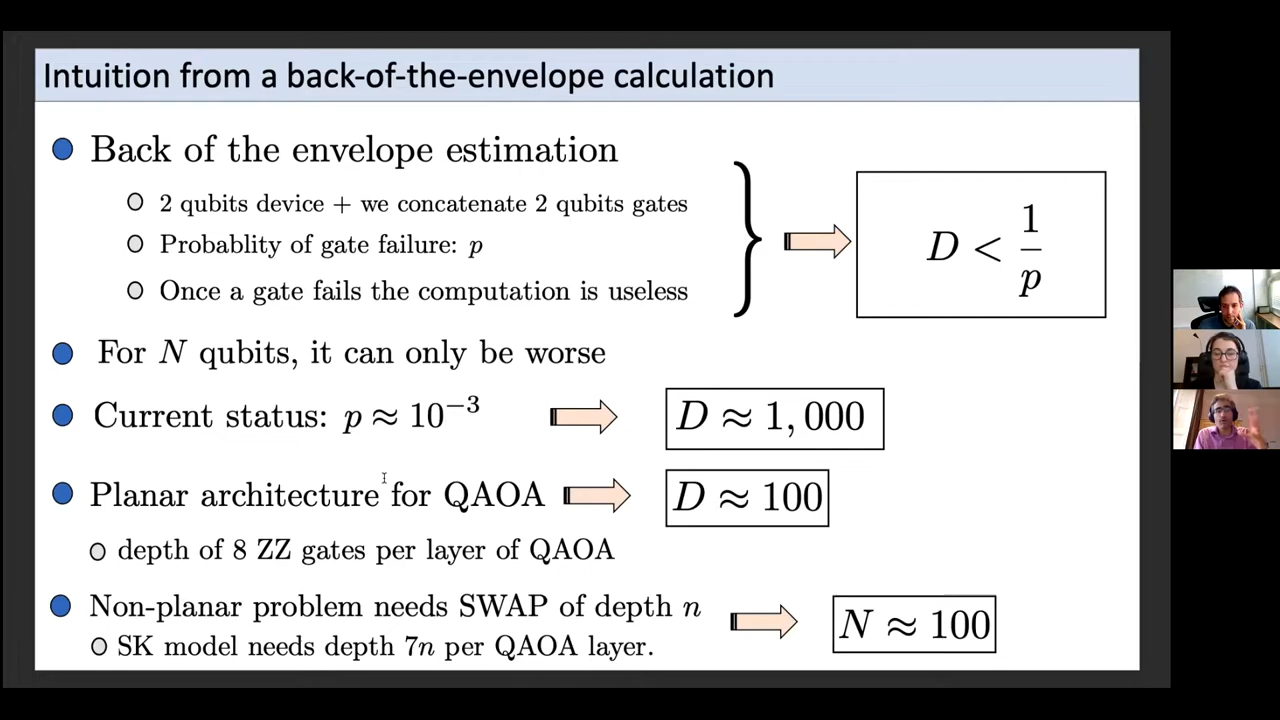 Intuition from a back-of-the-envelope calculation
Back of the envelope estimation
2 qubits device + we concatenate 2 qubits gates
Probablity of gate failure: p
Once a gate fails the computation is useless
D < 1/p
For N qubits, it can only be worse
Current status: p ≈ 10⁻³
D ≈ 1,000
Planar architecture for QAOA
D ≈ 100
depth of 8 ZZ gates per layer of QAOA
Non-planar problem needs SWAP of depth n
N ≈ 100
SK model needs depth 7n per QAOA layer.